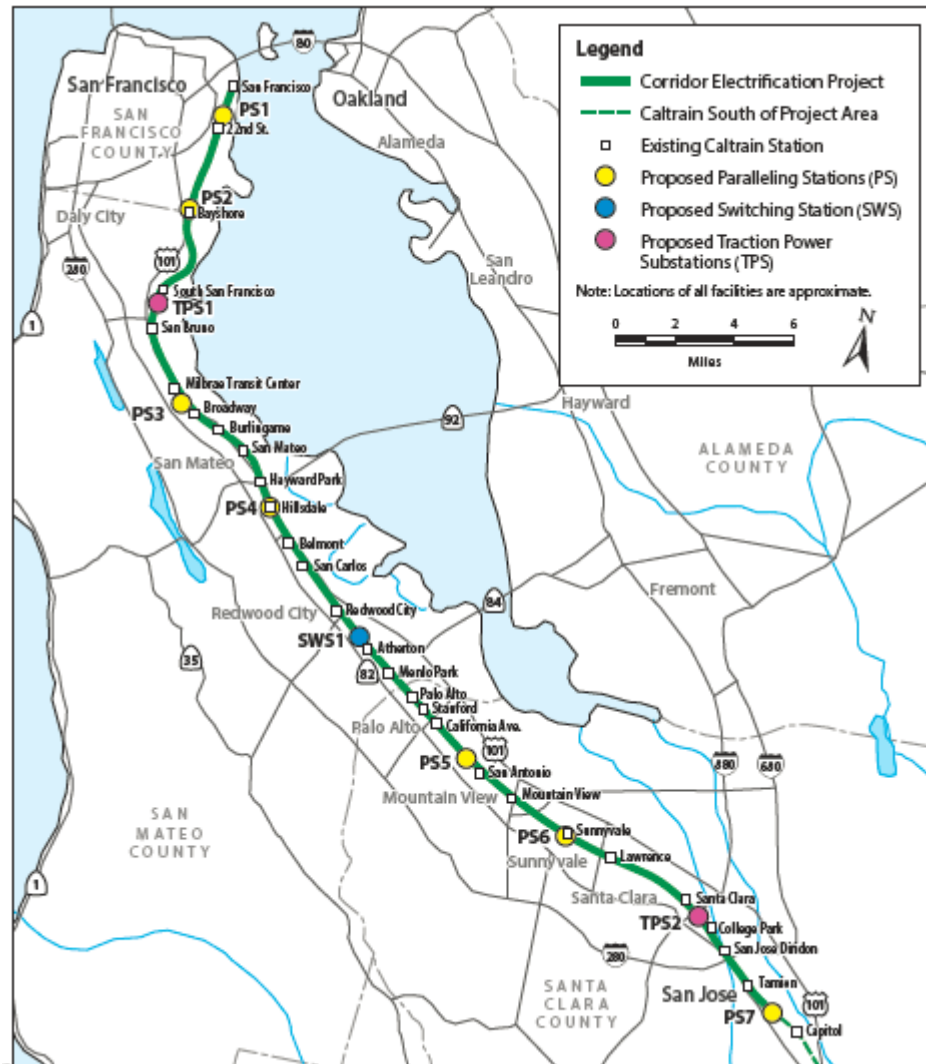 Legend
Corridor Electrification Project
Caltrain South of Project Area
Existing Caltrain Station
Proposed Paralleling Stations (PS)
Proposed Switching Station (SWS)
Proposed Traction Power
Substations (TPS)
Note: Locations of all facilities are approximate.
0 2 4 6
Miles
N
80
San Francisco
San Francisco
PS1
Oakland
SAN
FRANCISCO
COUNTY
22nd St.
Alameda
PS2
Bayshore
Daly City
101
280
San
Leandro
South San Francisco
TPS1
1
San Bruno
Millbrae Transit Center
PS3
Broadway
Burlingame
92
Hayward
San Mateo
San Mateo
ALAMEDA
COUNTY
Hayward Park
PS4
Hillsdale
Belmont
San Carlos
Fremont
84
Redwood City
Redwood City
SWS1
Atherton
35
82
Menlo Park
Palo Alto
Stanford
Palo Alto
California Ave.
101
PS5
880
680
San Antonio
Mountain View
Mountain View
SAN
MATEO
COUNTY
PS6
Sunnyvale
Sunnyvale
Lawrence
1
Santa Clara
Santa Clara
TPS2
College Park
San Jose Diridon
280
Tamien
SANTA
CLARA
COUNTY
San Jose
101
PS7
Capitol